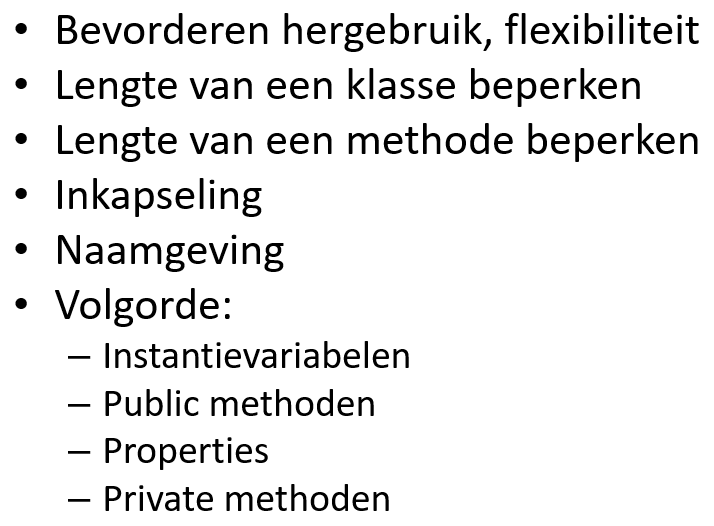 • Bevorderen hergebruik, flexibiliteit
• Lengte van een klasse beperken
• Lengte van een methode beperken
• Inkapseling
• Naamgeving
• Volgorde:
– Instantievariabelen
– Public methoden
– Properties
– Private methoden